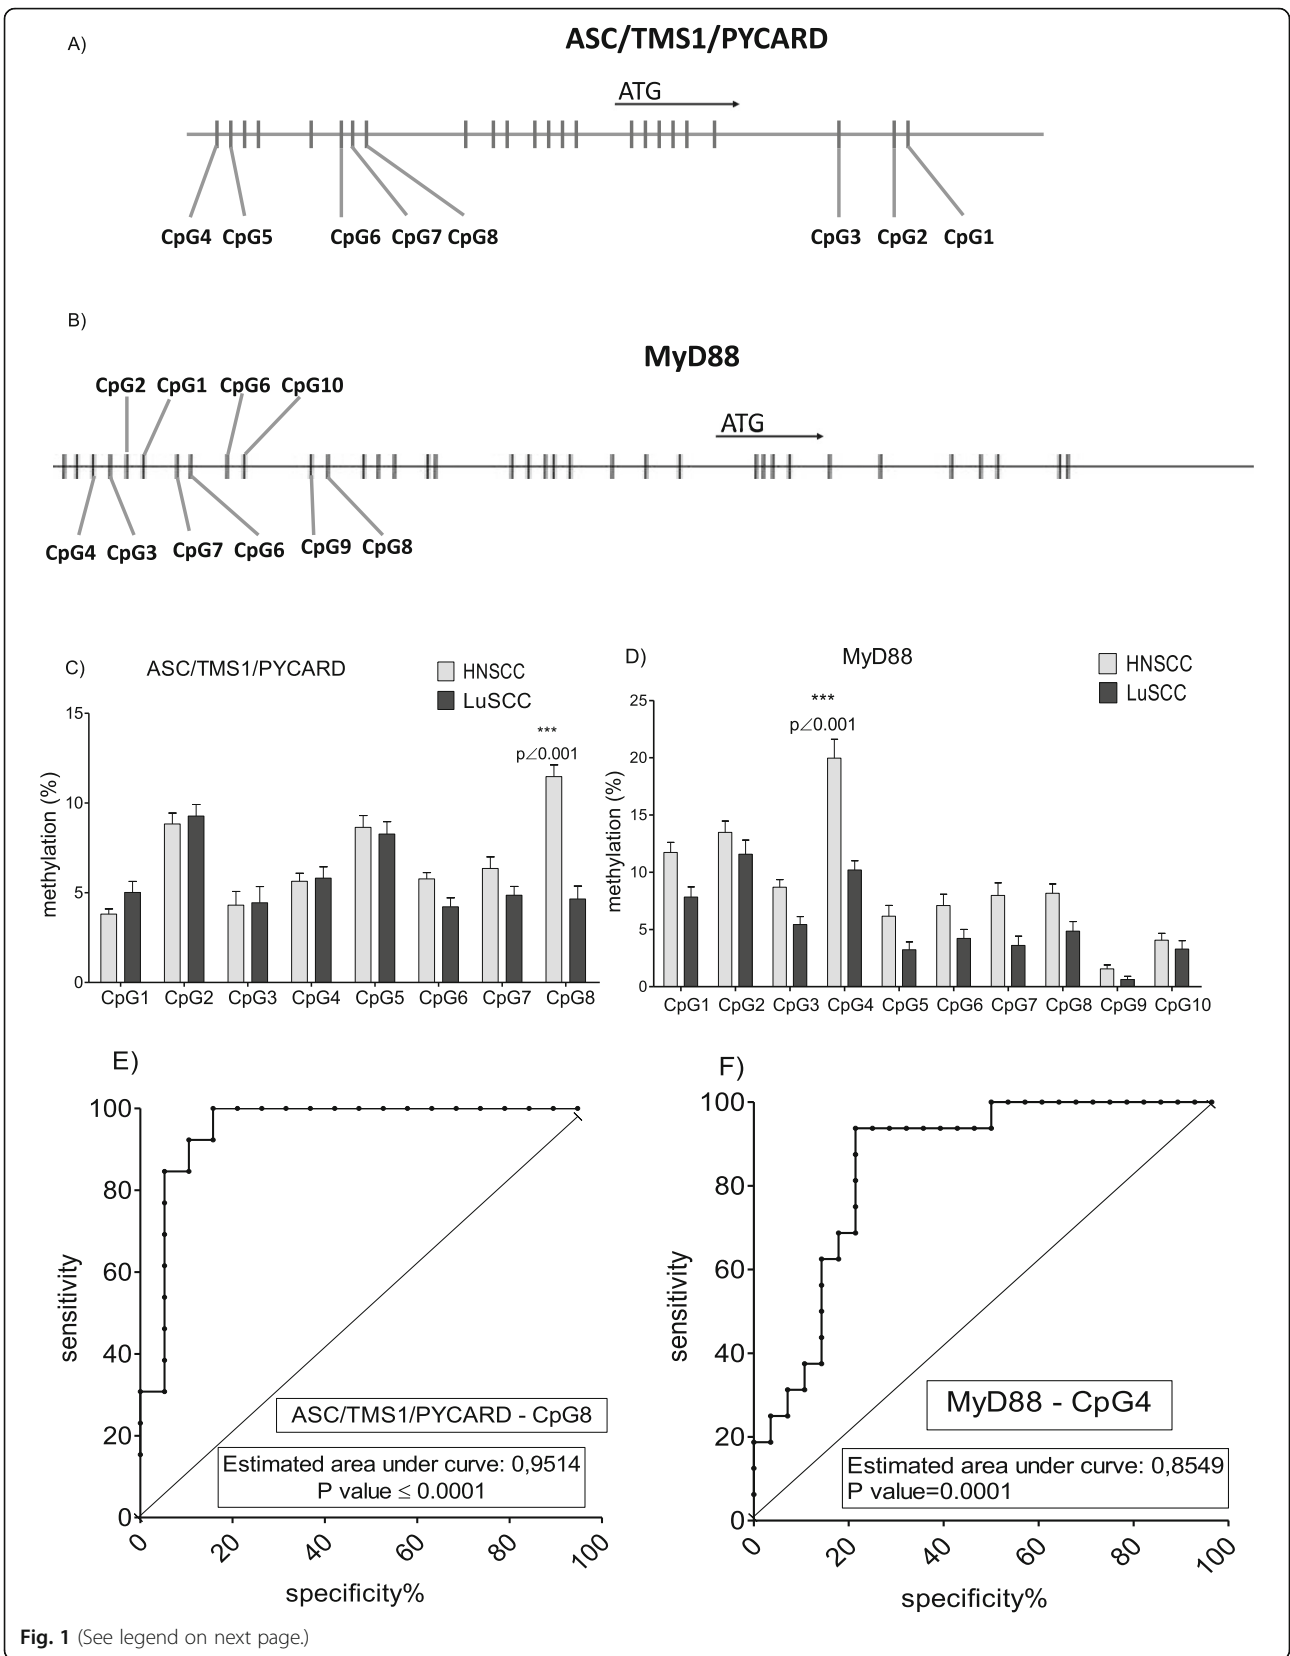 A)
ASC/TMS1/PYCARD
ATG
CpG4 CpG5 CpG6 CpG7 CpG8 CpG3 CpG2 CpG1
B)
MyD88
CpG2 CpG1 CpG6 CpG10
ATG
CpG4 CpG3 CpG7 CpG6 CpG9 CpG8
C)
ASC/TMS1/PYCARD
HNSCC
LuSCC
15
10
5
0
methylation (%)
***
p∠0.001
CpG1 CpG2 CpG3 CpG4 CpG5 CpG6 CpG7 CpG8
D)
MyD88
HNSCC
LuSCC
25
20
15
10
5
0
methylation (%)
***
p∠0.001
CpG1 CpG2 CpG3 CpG4 CpG5 CpG6 CpG7 CpG8 CpG9 CpG10
E)
100
80
60
40
20
0
sensitivity
ASC/TMS1/PYCARD - CpG8
Estimated area under curve: 0,9514
P value ≤ 0.0001
0 20 40 60 80 100
specificity%
F)
100
80
60
40
20
0
sensitivity
MyD88 - CpG4
Estimated area under curve: 0,8549
P value=0.0001
0 20 40 60 80 100
specificity%
Fig. 1 (See legend on next page.)